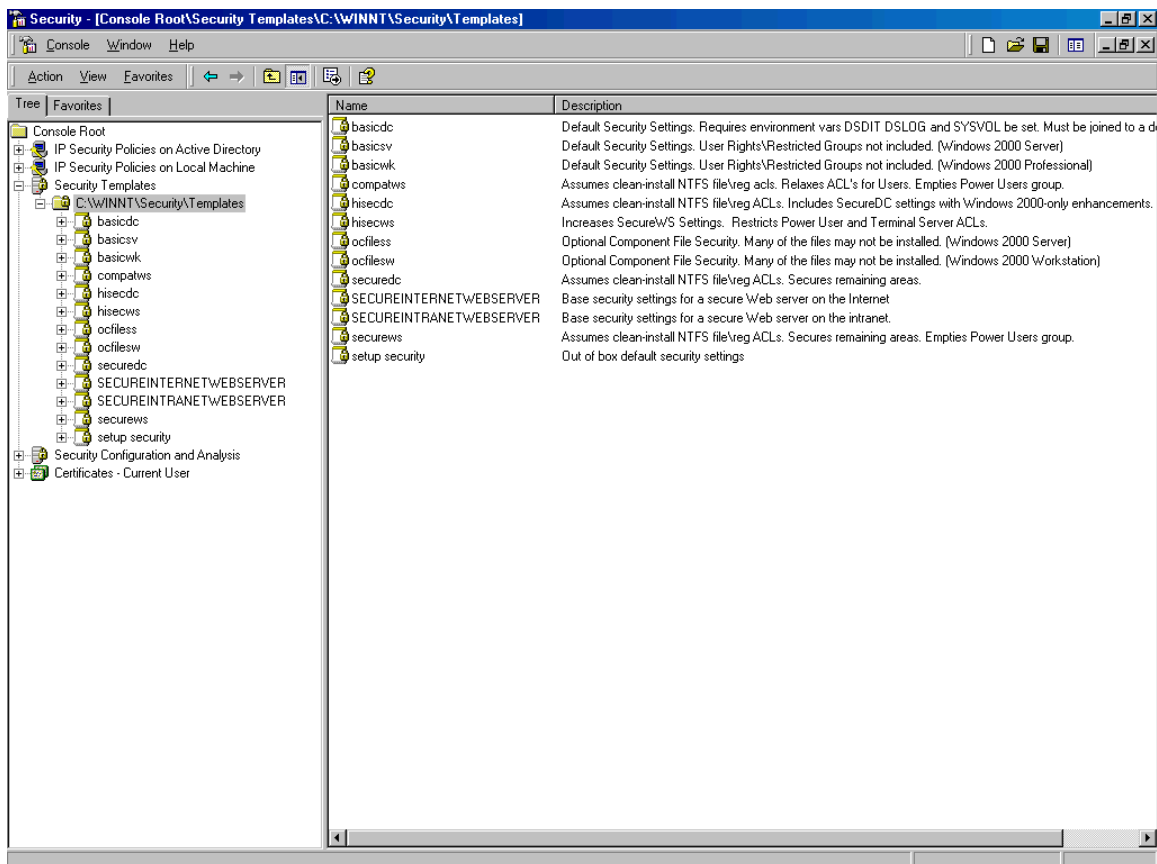 Security - [Console Root\Security Templates\C:\WINNT\Security\Templates]
Console Window Help
Action View Favorites
Tree Favorites
Console Root
IP Security Policies on Active Directory
IP Security Policies on Local Machine
Security Templates
C:\WINNT\Security\Templates
basicdc
basicsv
basicwk
compatws
hisecdc
hisecws
ocfiless
ocfilesw
securedc
SECUREINTERNETWEBSERVER
SECUREINTRANETWEBSERVER
securews
setup security
Security Configuration and Analysis
Certificates - Current User
Name Description
basicdc Default Security Settings. Requires environment vars DSDIT DSLOG and SYSVOL be set. Must be joined to a d
basicsv Default Security Settings. User Rights\Restricted Groups not included. (Windows 2000 Server)
basicwk Default Security Settings. User Rights\Restricted Groups not included. (Windows 2000 Professional)
compatws Assumes clean-install NTFS file\reg acls. Relaxes ACL's for Users. Empties Power Users group.
hisecdc Assumes clean-install NTFS file\reg ACLs. Includes SecureDC settings with Windows 2000-only enhancements.
hisecws Increases SecureWS Settings. Restricts Power User and Terminal Server ACLs.
ocfiless Optional Component File Security. Many of the files may not be installed. (Windows 2000 Server)
ocfilesw Optional Component File Security. Many of the files may not be installed. (Windows 2000 Workstation)
securedc Assumes clean-install NTFS file\reg ACLs. Secures remaining areas.
SECUREINTERNETWEBSERVER Base security settings for a secure Web server on the Internet
SECUREINTRANETWEBSERVER Base security settings for a secure Web server on the intranet.
securews Assumes clean-install NTFS file\reg ACLs. Secures remaining areas. Empties Power Users group.
setup security Out of box default security settings